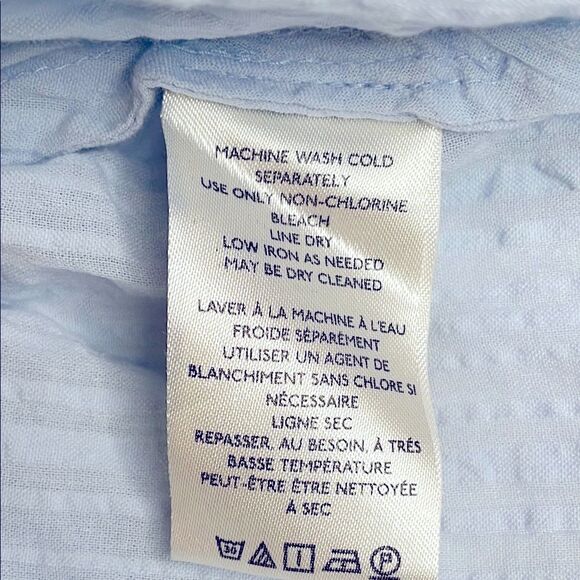 MACHINE WASH COLD
SEPARATELY
USE ONLY NON-CHLORINE
BLEACH
LINE DRY
LOW IRON AS NEEDED
MAY BE DRY CLEANED
LAVER À LA MACHINE À L'EAU
FROIDE SÉPARÉMENT
UTILISER UN AGENT DE
BLANCHIMENT SANS CHLORE SI
NÉCESSAIRE
LIGNE SEC
REPASSER, AU BESOIN, À TRÉS
BASSE TEMPÉRATURE
PEUT-ÊTRE ÊTRE NETTOYÉE
À SEC
30 P